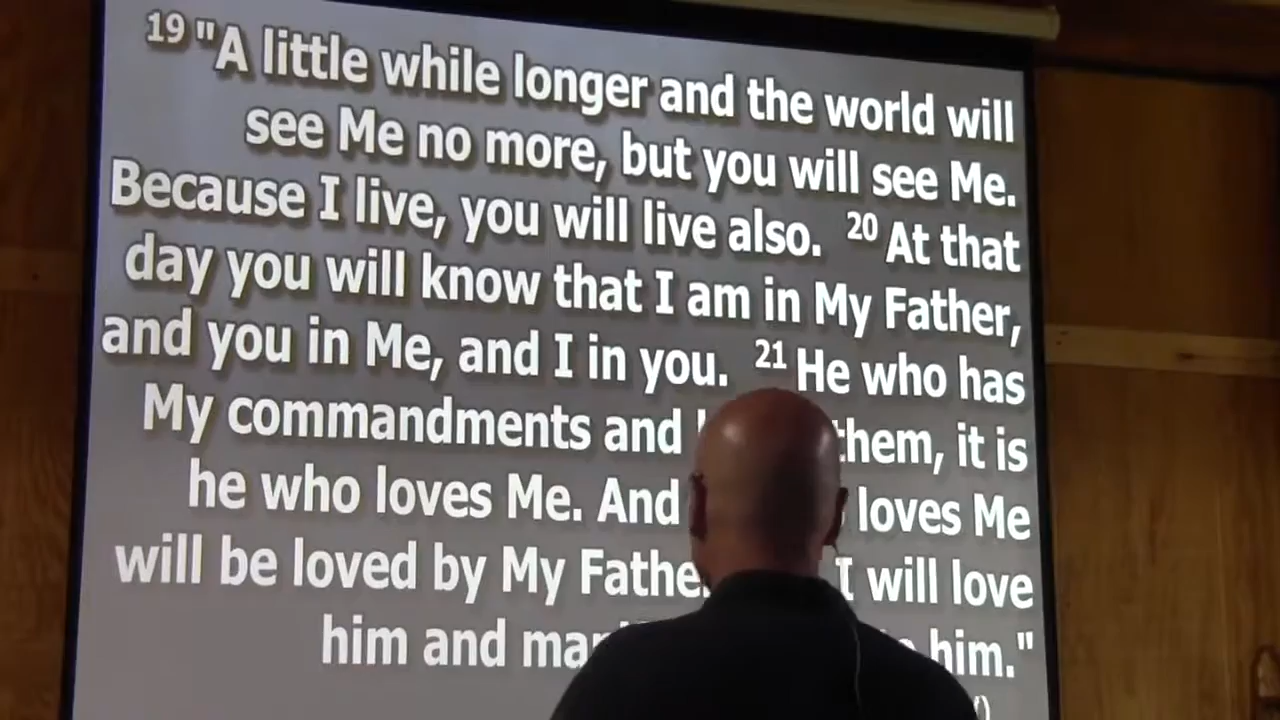 19 "A little while longer and the world will
see Me no more, but you will see Me.
Because I live, you will live also. 20 At that
day you will know that I am in My Father,
and you in Me, and I in you. 21 He who has
My commandments and them, it is
he who loves Me. And loves Me
will be loved by My I will love
him and him."